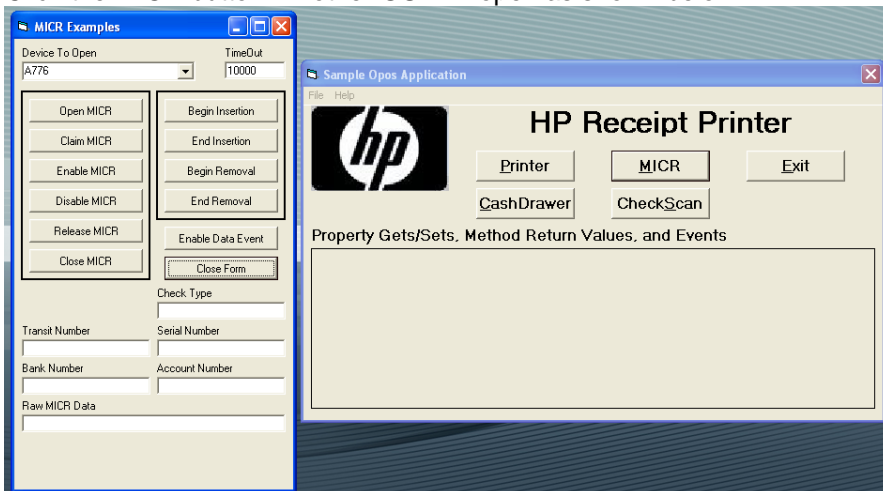 MICR Examples
Device To Open TimeOut
A776 10000
Open MICR Begin Insertion
Claim MICR End Insertion
Enable MICR Begin Removal
Disable MICR End Removal
Release MICR Enable Data Event
Close MICR Close Form
Check Type
Transit Number Serial Number
Bank Number Account Number
Raw MICR Data
Sample Opos Application
File Help
hp
HP Receipt Printer
Printer MICR Exit
CashDrawer CheckScan
Property Gets/Sets, Method Return Values, and Events